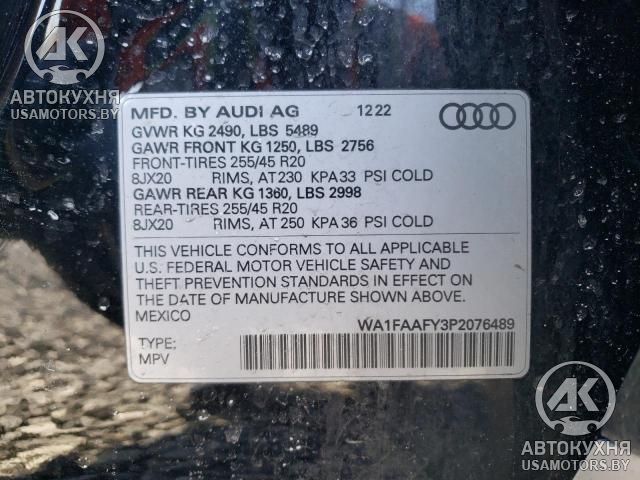 AK
АВТОКУХНЯ
USAMOTORS.BY
MFD. BY AUDI AG 12 22
GVWR KG 2490, LBS 5489
GAWR FRONT KG 1250, LBS 2756
FRONT-TIRES 255/45 R20
8JX20 RIMS, AT 230 KPA 33 PSI COLD
GAWR REAR KG 1360, LBS 2998
REAR-TIRES 255/45 R20
8JX20 RIMS, AT 250 KPA 36 PSI COLD
THIS VEHICLE CONFORMS TO ALL APPLICABLE
U.S. FEDERAL MOTOR VEHICLE SAFETY AND
THEFT PREVENTION STANDARDS IN EFFECT ON
THE DATE OF MANUFACTURE SHOWN ABOVE.
MEXICO WA1FAAFY3P2076489
TYPE:
MPV
AK
АВТОКУХНЯ
USAMOTORS.BY